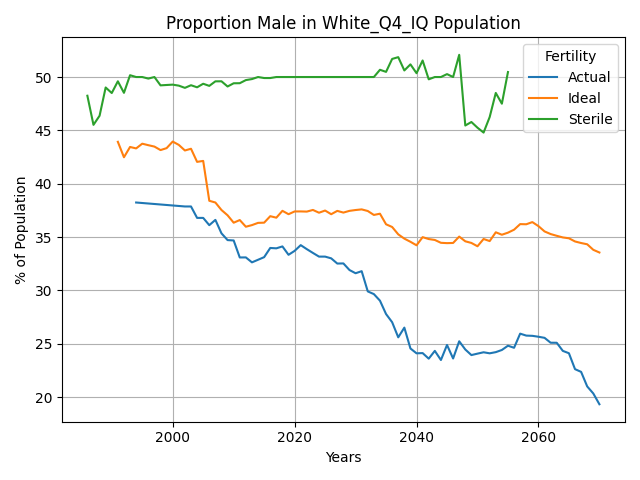 Proportion Male in White_Q4_IQ Population
% of Population
50
45
40
35
30
25
20
2000
2020
2040
2060
Years
Fertility
Actual
Ideal
Sterile